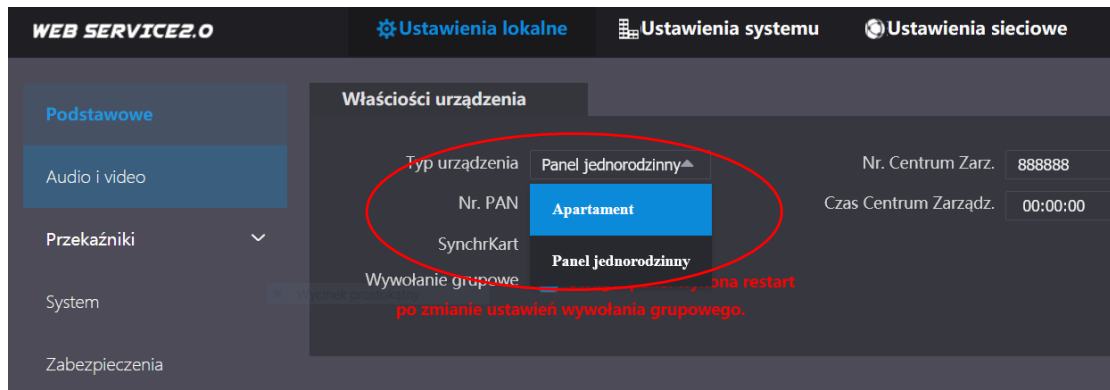 WEB SERVICE2.0
Ustawienia lokalne
Ustawienia systemu
Ustawienia sieciowe
Podstawowe
Audio i video
Przekaźniki
System
Zabezpieczenia
Właściości urządzenia
Typ urządzenia Panel jednorodzinny
Nr. Centrum Zarz. 888888
Nr. PAN
Apartament
Czas Centrum Zarządz. 00:00:00
SynchrKart
Panel jednorodzinny
Wywołanie grupowe
restart
po zmianie ustawień wywołania grupowego.